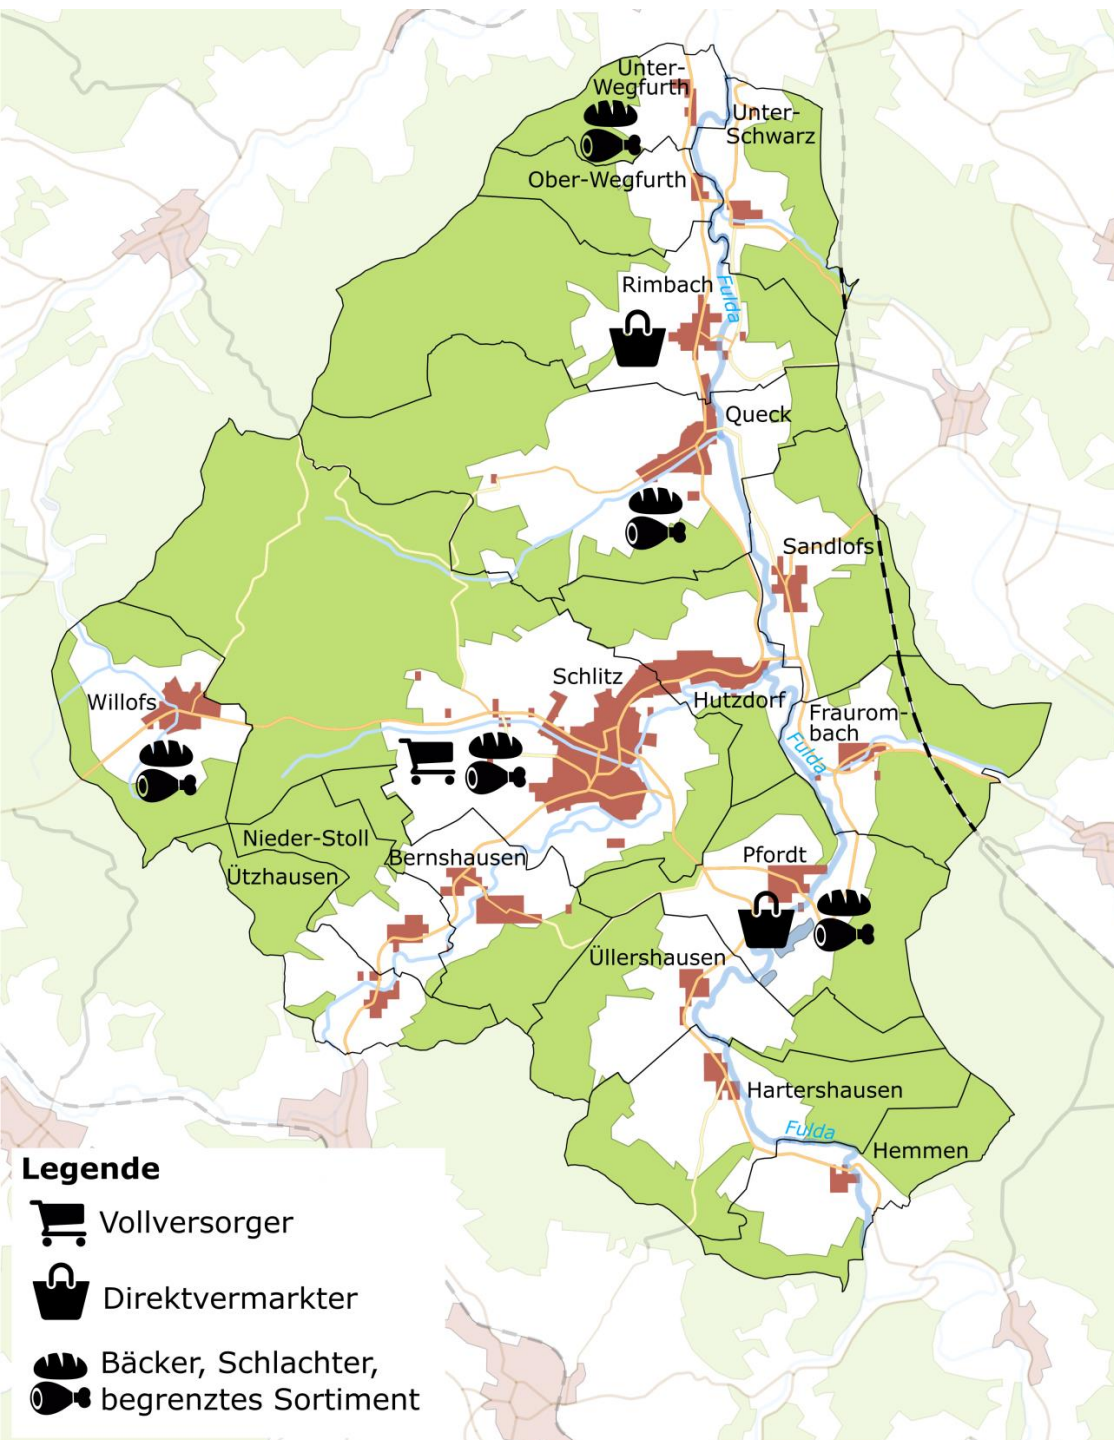 Unter-
Wegfurth
Unter-
Schwarz
Ober-Wegfurth
Rimbach
Fulda
Queck
Sandlofs
Schlitz
Willofs
Hutzdorf
Fraurom-
bach
Fulda
Nieder-Stoll
Bernshausen
Pfordt
Ützhausen
Üllershausen
Hartershausen
Fulda
Hemmen
Legende
Vollversorger
Direktvermarkter
Bäcker, Schlachter,
begrenztes Sortiment